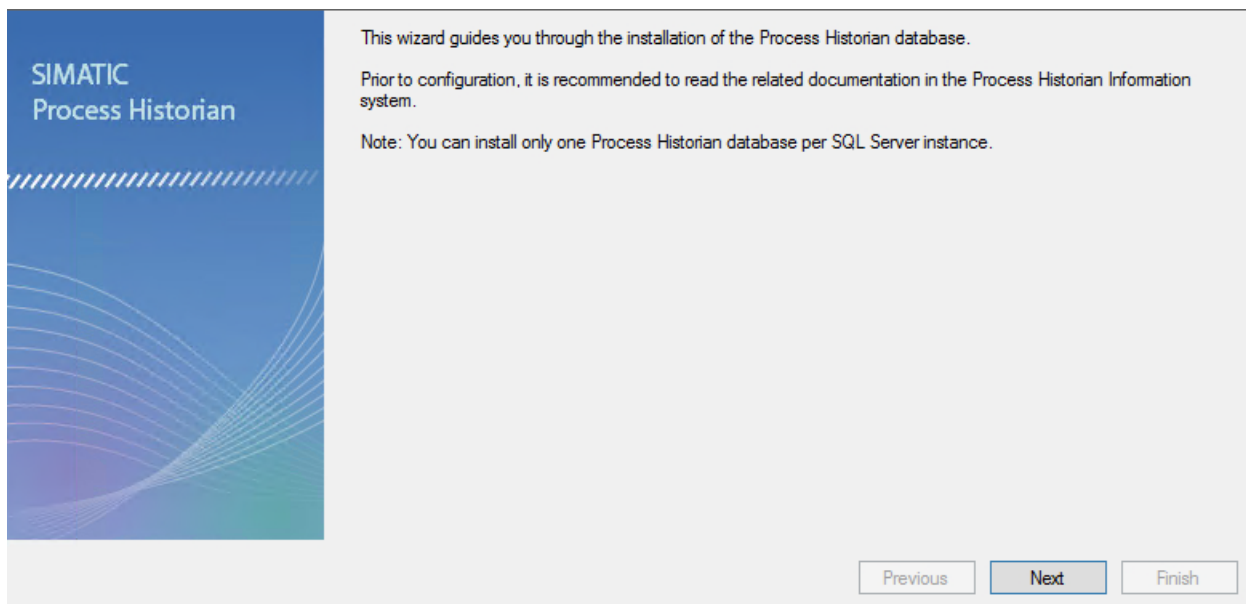 SIMATIC
Process Historian
This wizard guides you through the installation of the Process Historian database.
Prior to configuration, it is recommended to read the related documentation in the Process Historian Information
system.
Note: You can install only one Process Historian database per SQL Server instance.
Previous
Next
Finish